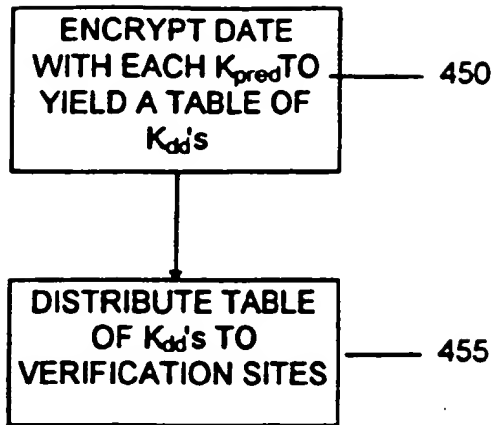 ENCRYPT DATE
WITH EACH KpredTO
YIELD A TABLE OF
Kdd's
450
DISTRIBUTE TABLE
OF Kdd's TO
VERIFICATION SITES
455